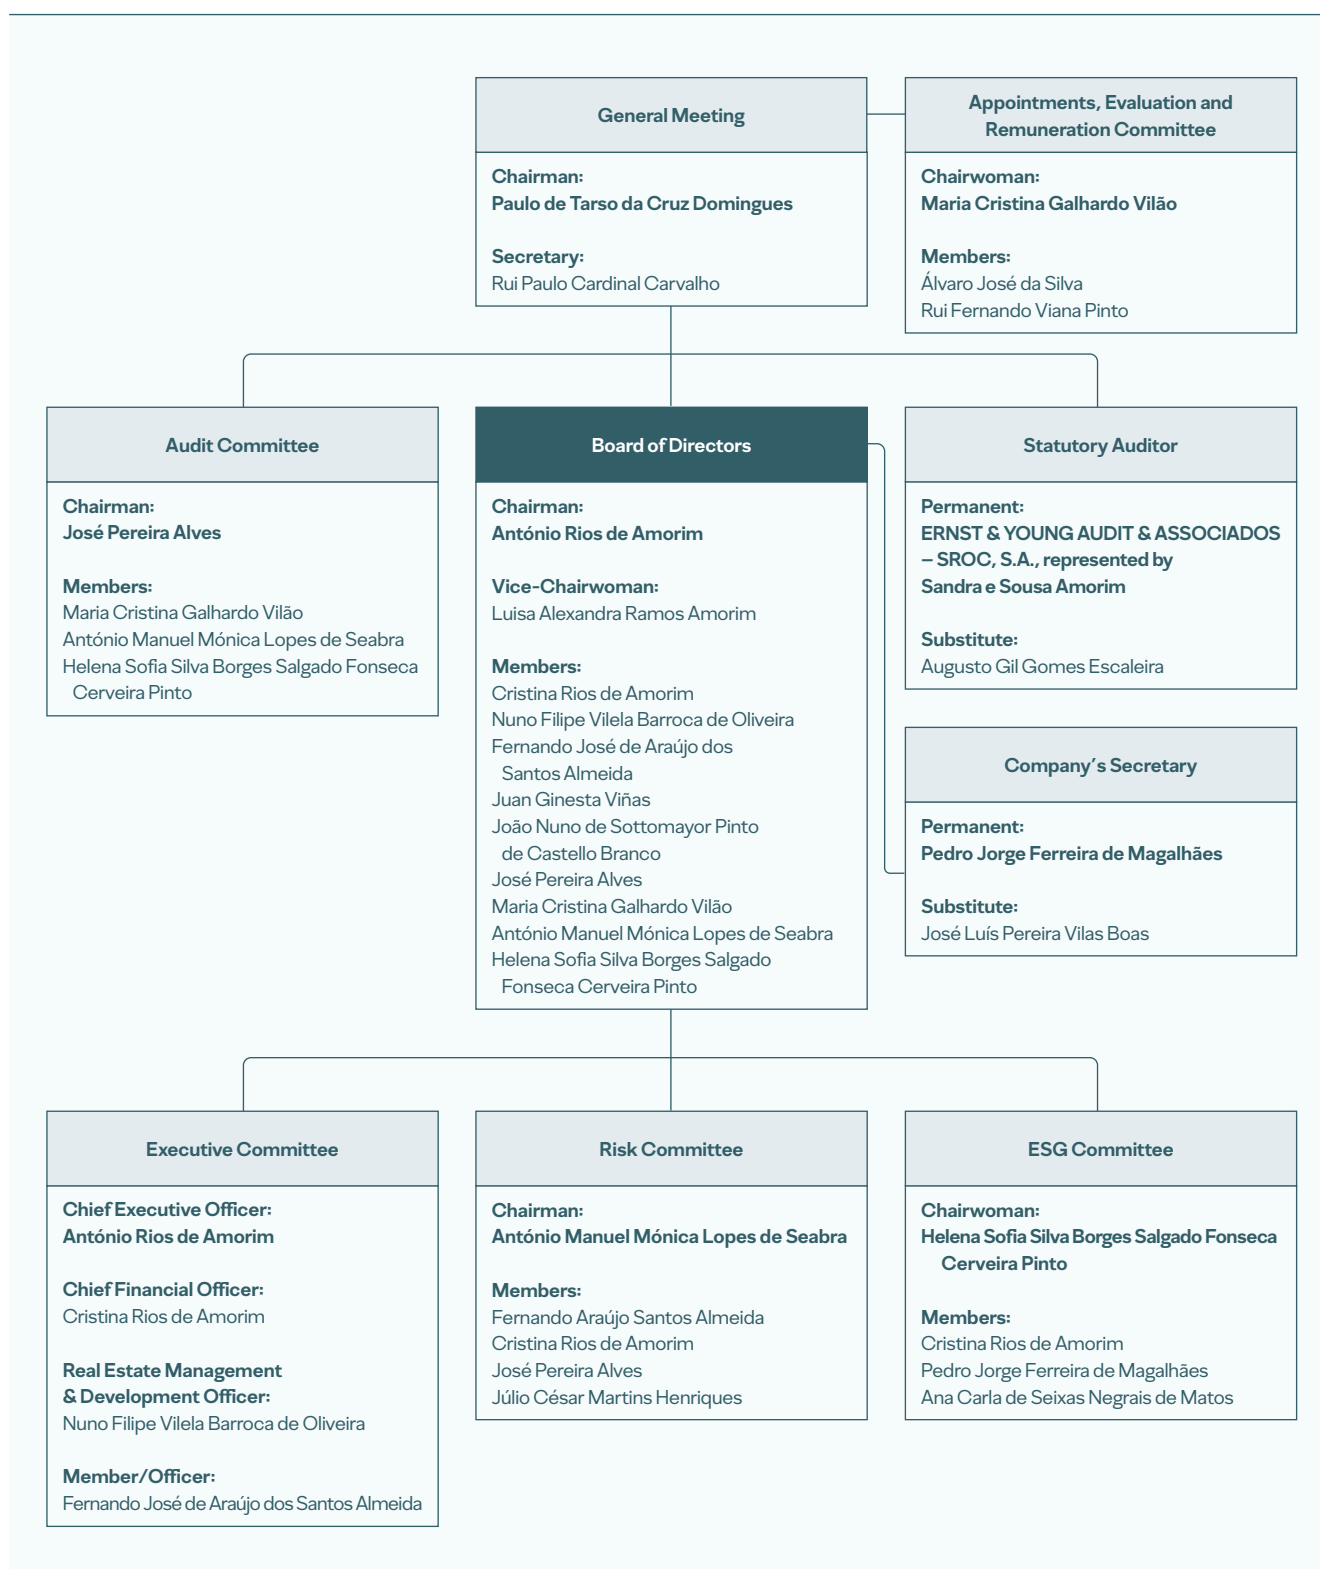 General Meeting
Chairman:
Paulo de Tarso da Cruz Domingues
Secretary:
Rui Paulo Cardinal Carvalho
Appointments, Evaluation and
Remuneration Committee
Chairwoman:
Maria Cristina Galhardo Vilão
Members:
Álvaro José da Silva
Rui Fernando Viana Pinto
Audit Committee
Chairman:
José Pereira Alves
Members:
Maria Cristina Galhardo Vilão
António Manuel Mónica Lopes de Seabra
Helena Sofia Silva Borges Salgado Fonseca
Cerveira Pinto
Board of Directors
Chairman:
António Rios de Amorim
Vice-Chairwoman:
Luisa Alexandra Ramos Amorim
Members:
Cristina Rios de Amorim
Nuno Filipe Vilela Barroca de Oliveira
Fernando José de Araújo dos
Santos Almeida
Juan Ginesta Viñas
João Nuno de Sottomayor Pinto
de Castello Branco
José Pereira Alves
Maria Cristina Galhardo Vilão
António Manuel Mónica Lopes de Seabra
Helena Sofia Silva Borges Salgado
Fonseca Cerveira Pinto
Statutory Auditor
Permanent:
ERNST & YOUNG AUDIT & ASSOCIADOS
– SROC, S.A., represented by
Sandra e Sousa Amorim
Substitute:
Augusto Gil Gomes Escaleira
Company's Secretary
Permanent:
Pedro Jorge Ferreira de Magalhães
Substitute:
José Luís Pereira Vilas Boas
Executive Committee
Chief Executive Officer:
António Rios de Amorim
Chief Financial Officer:
Cristina Rios de Amorim
Real Estate Management
& Development Officer:
Nuno Filipe Vilela Barroca de Oliveira
Member/Officer:
Fernando José de Araújo dos Santos Almeida
Risk Committee
Chairman:
António Manuel Mónica Lopes de Seabra
Members:
Fernando Araújo Santos Almeida
Cristina Rios de Amorim
José Pereira Alves
Júlio César Martins Henriques
ESG Committee
Chairwoman:
Helena Sofia Silva Borges Salgado Fonseca
Cerveira Pinto
Members:
Cristina Rios de Amorim
Pedro Jorge Ferreira de Magalhães
Ana Carla de Seixas Negrais de Matos